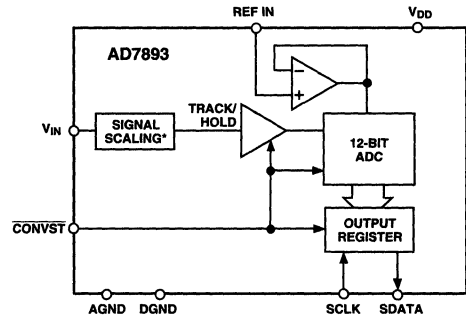 REF IN
VDD
AD7893
TRACK/
HOLD
VIN
SIGNAL
SCALING*
12-BIT
ADC
CONVST
OUTPUT
REGISTER
AGND
DGND
SCLK
SDATA
−
+